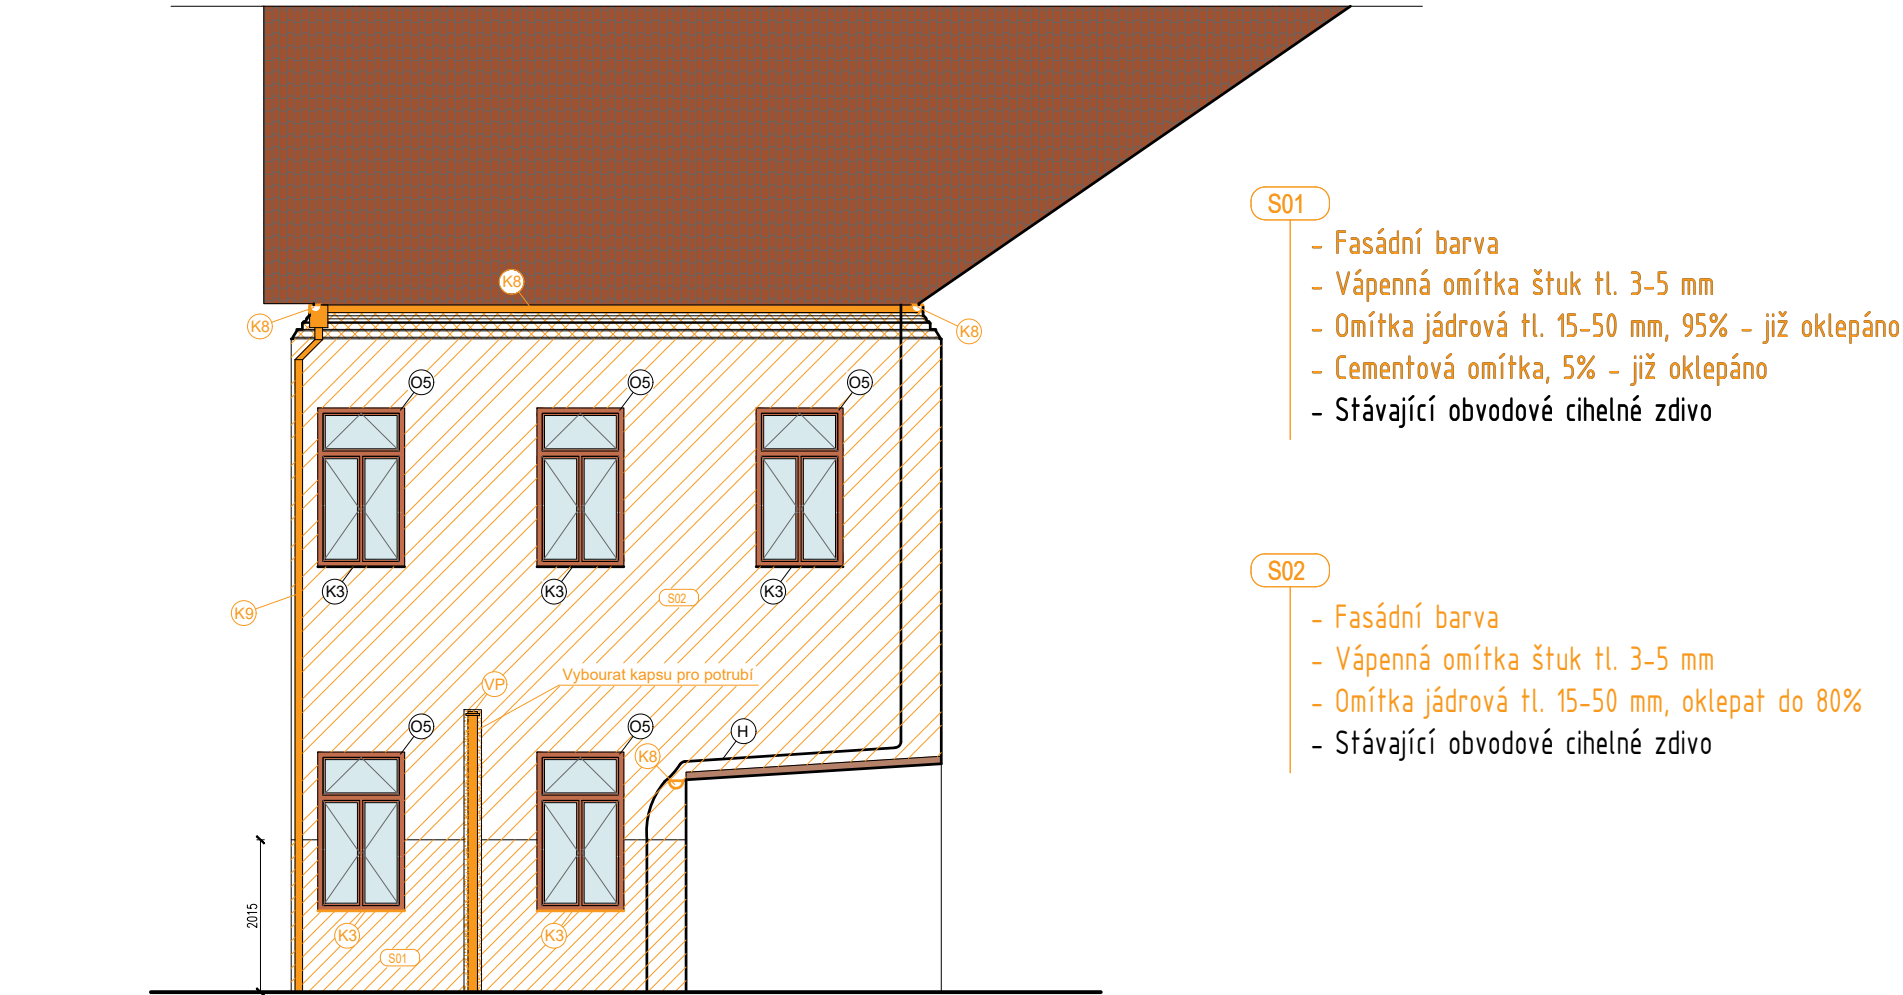 K8
K8
K8
O5
O5
O5
K3
K3
K3
K9
S02
Vybourat kapsu pro potrubí
VP
O5
O5
H
K8
2015
K3
K3
S01
S01
- Fasádní barva
- Vápenná omítka štuk tl. 3-5 mm
- Omítka jádrová tl. 15-50 mm, 95% - již oklepáno
- Cementová omítka, 5% - již oklepáno
- Stávající obvodové cihelné zdivo
S02
- Fasádní barva
- Vápenná omítka štuk tl. 3-5 mm
- Omítka jádrová tl. 15-50 mm, oklepat do 80%
- Stávající obvodové cihelné zdivo